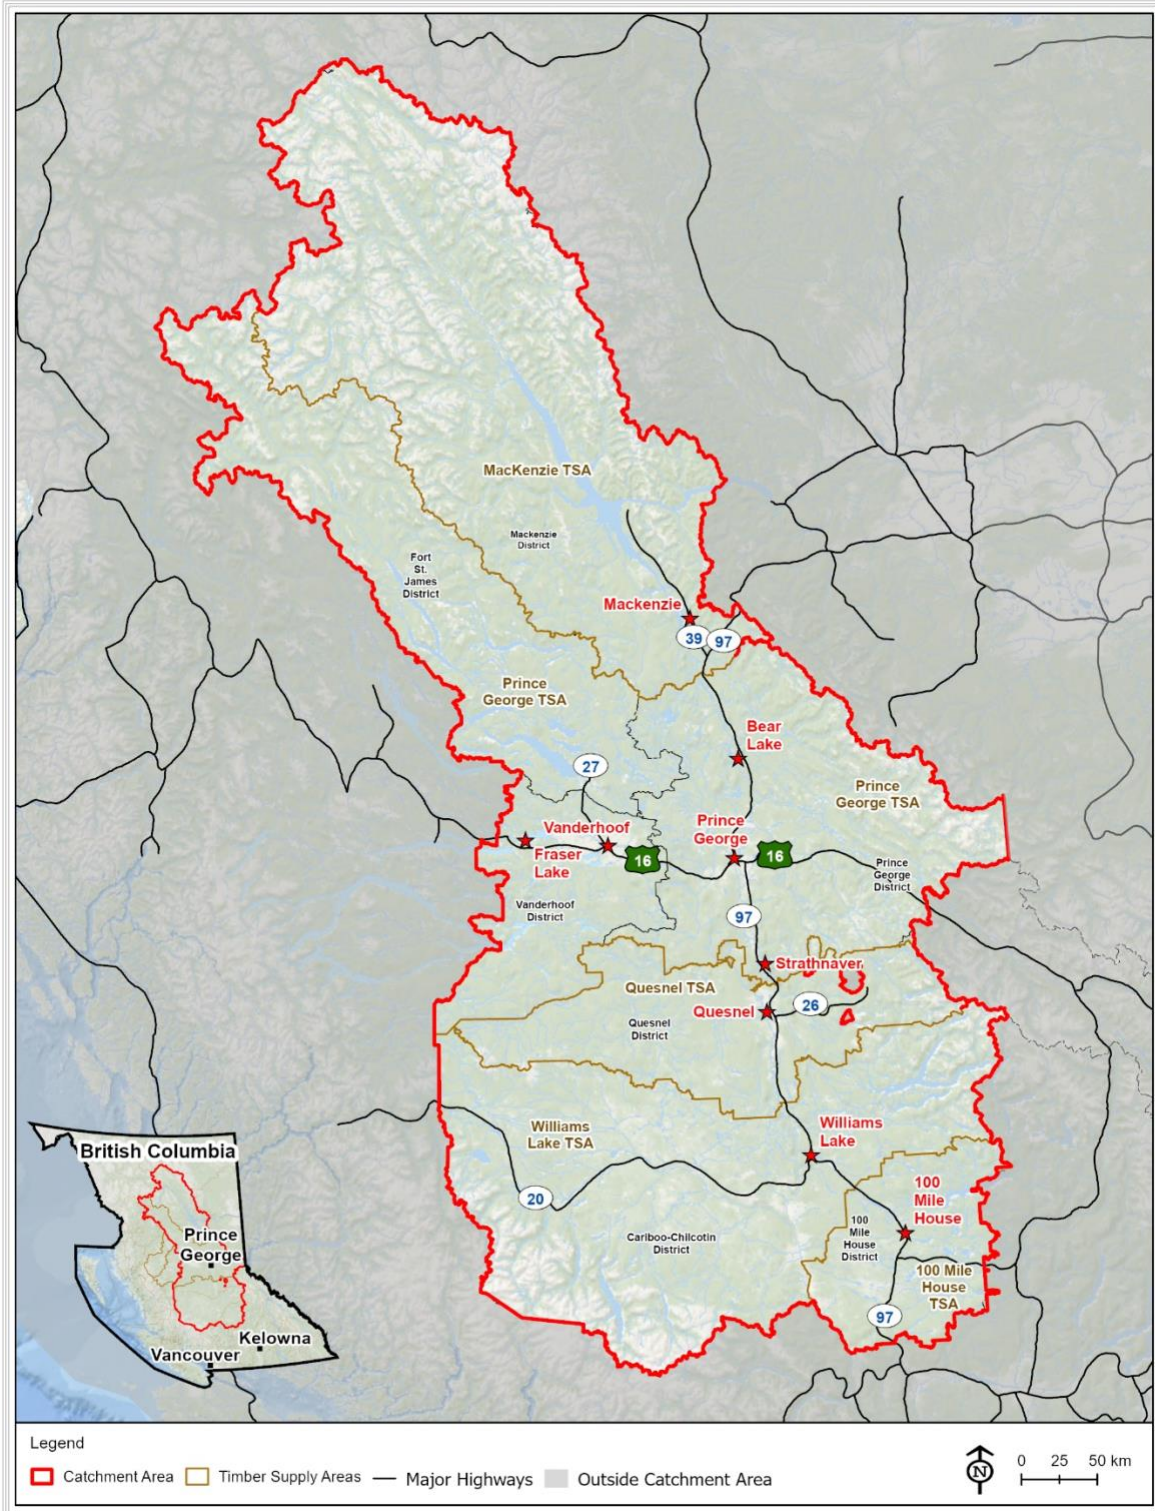 MacKenzie TSA
Mackenzie
District
Fort
St.
James
District
Mackenzie
39
97
Prince
George TSA
Bear
Lake
27
Prince
George TSA
Vanderhoof
Prince
George
Fraser
Lake
16
16
Prince
George
District
Vanderhoof
District
97
Strathnaver
Quesnel TSA
Quesnel
26
Quesnel
District
Williams
Lake TSA
Williams
Lake
20
100
Mile
House
100
Mile
House
District
Cariboo-Chilcotin
District
100 Mile
House
TSA
97
British Columbia
Prince
George
Kelowna
Vancouver
Legend
Catchment Area
Timber Supply Areas
Major Highways
Outside Catchment Area
N
0 25 50 km